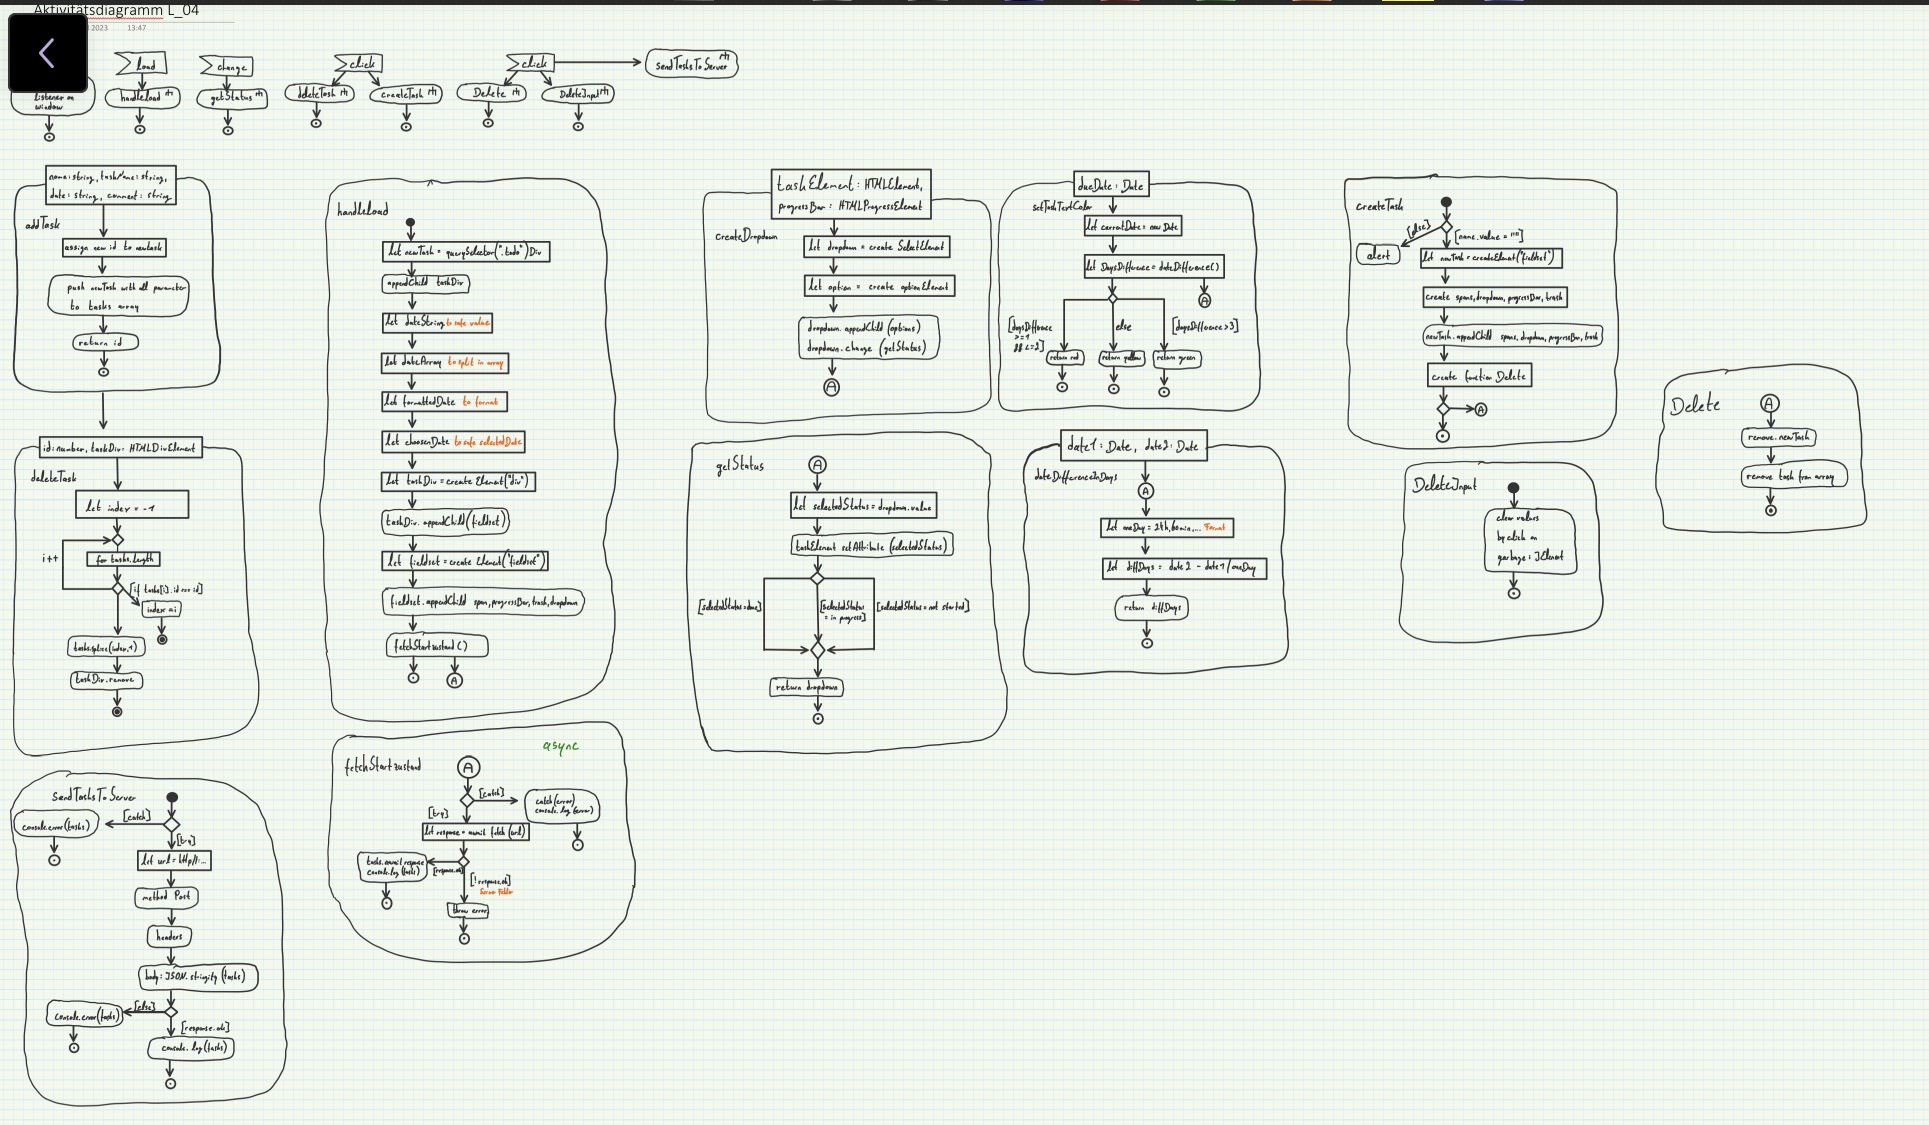 Aktivitätsdiagramm L_04
2023 13:47
Listener on
window
load
handleLoad
change
getStatus
click
deleteTask
createTask
click
Delete
DeleteInput
sendTasksToServer
name: string, taskName: string,
date: string, comment: string
addTask
assign new id to newtask
push newTask with all parameter
to tasks array
return id
id: number, taskDiv: HTMLDivElement
deleteTask
let index = -1
i++
for tasks.length
[if tasks[i].id === id]
index = i
tasks.splice(index, 1)
taskDiv.remove
SendTasksToServer
[catch]
console.error(tasks)
[try]
let url = http/:...
method Post
headers
body: JSON.stringity (tasks)
[else]
console.error(tasks)
[response.ok]
console.log(tasks)
handleLoad
let newTask = querySelector(".todo")Div
appendChild taskDiv
let dateString to safe value
let dateArray to split in array
let formattedDate to format
let choosenDate to safe selectedDate
let taskDiv = create Element("div")
taskDiv.appendChild(fieldset)
let fieldset = create Element("fieldset")
fieldset.appendChild span, progressBar, trash, dropdown
fetchStartzustand()
A
async
fetchStartzustand
A
[catch]
catch(error)
console.log(error)
[try]
let response = await fetch (url)
tasks.await respone
console.log(tasks)
[response.ok]
[!response.ok]
throw error
taskElement: HTMLElement,
progressBar: HTMLProgressElement
createDropdown
let dropdown = create SelectElement
let option = create optionElement
dropdown.appendChild (options)
dropdown.change (getStatus)
A
getStatus
A
let selectedStatus = dropdown.value
taskElement setAttribute (selectedStatus)
[selectedStatus = done]
[selectedStatus
= in progress]
[selectedStatus = not started]
return dropdown
dueDate: Date
setTaskTextColor
let currentDate = new Date
let DaysDifference = dateDifference()
A
[daysDifference
>= 1
&& <= 2]
else
[daysDifference > 3]
return red
return yellow
return green
date1: Date, date2: Date
dateDifferenceInDays
A
let oneDay = 24h, 60min,... Format
let diffDays = date2 - date1/oneDay
return diffDays
createTask
[else]
alert
[name.value = ""]
let newTask = createElement("fieldset")
create spans, dropdown, progressBar, trash
newTask.appendChild spans, dropdown, progressBar, trash
create function Delete
A
DeleteInput
clear values
by click on
garbage: IElement
Delete
A
remove.newTask
remove task from array